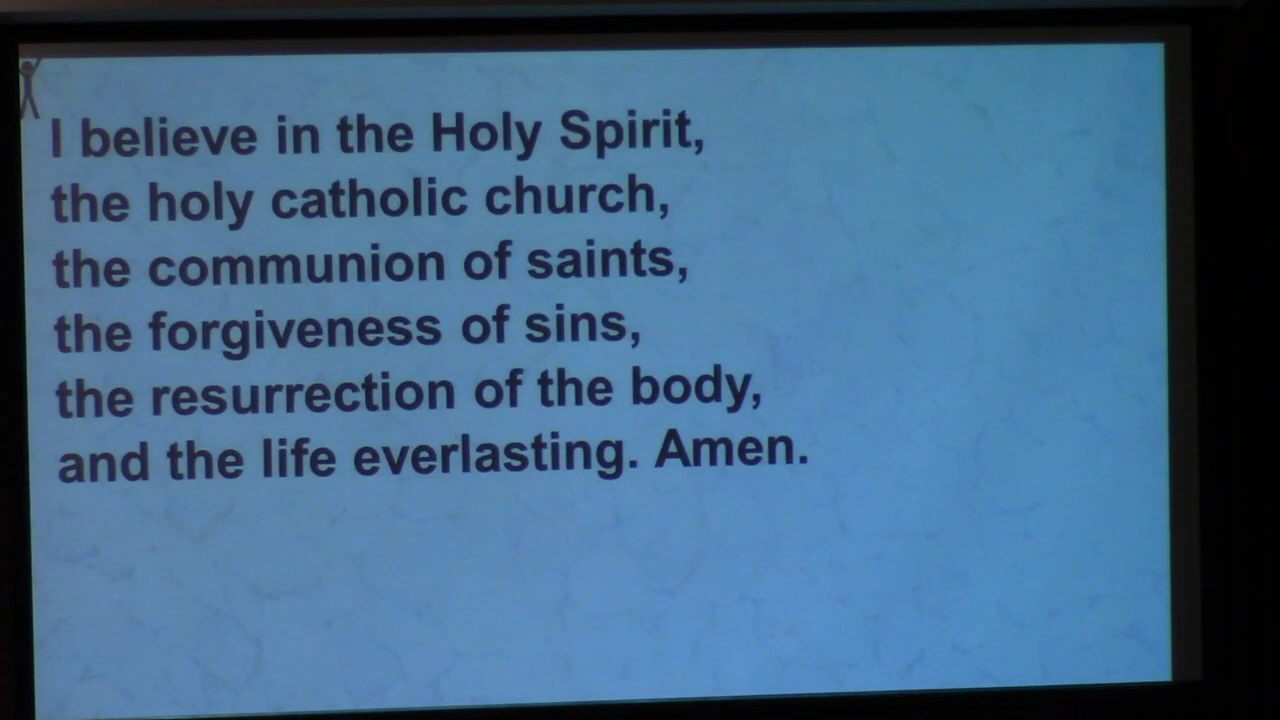 I believe in the Holy Spirit,
the holy catholic church,
the communion of saints,
the forgiveness of sins,
the resurrection of the body,
and the life everlasting. Amen.